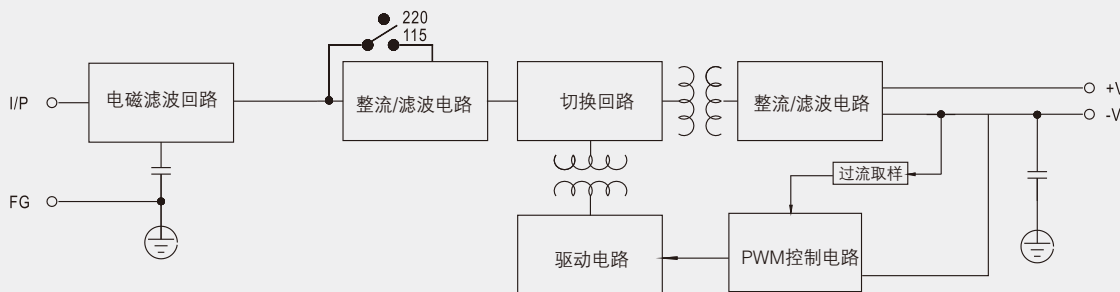 220
115
I/P
电磁滤波回路
整流/滤波电路
切换回路
整流/滤波电路
+V
-V
过流取样
FG
驱动电路
PWM控制电路